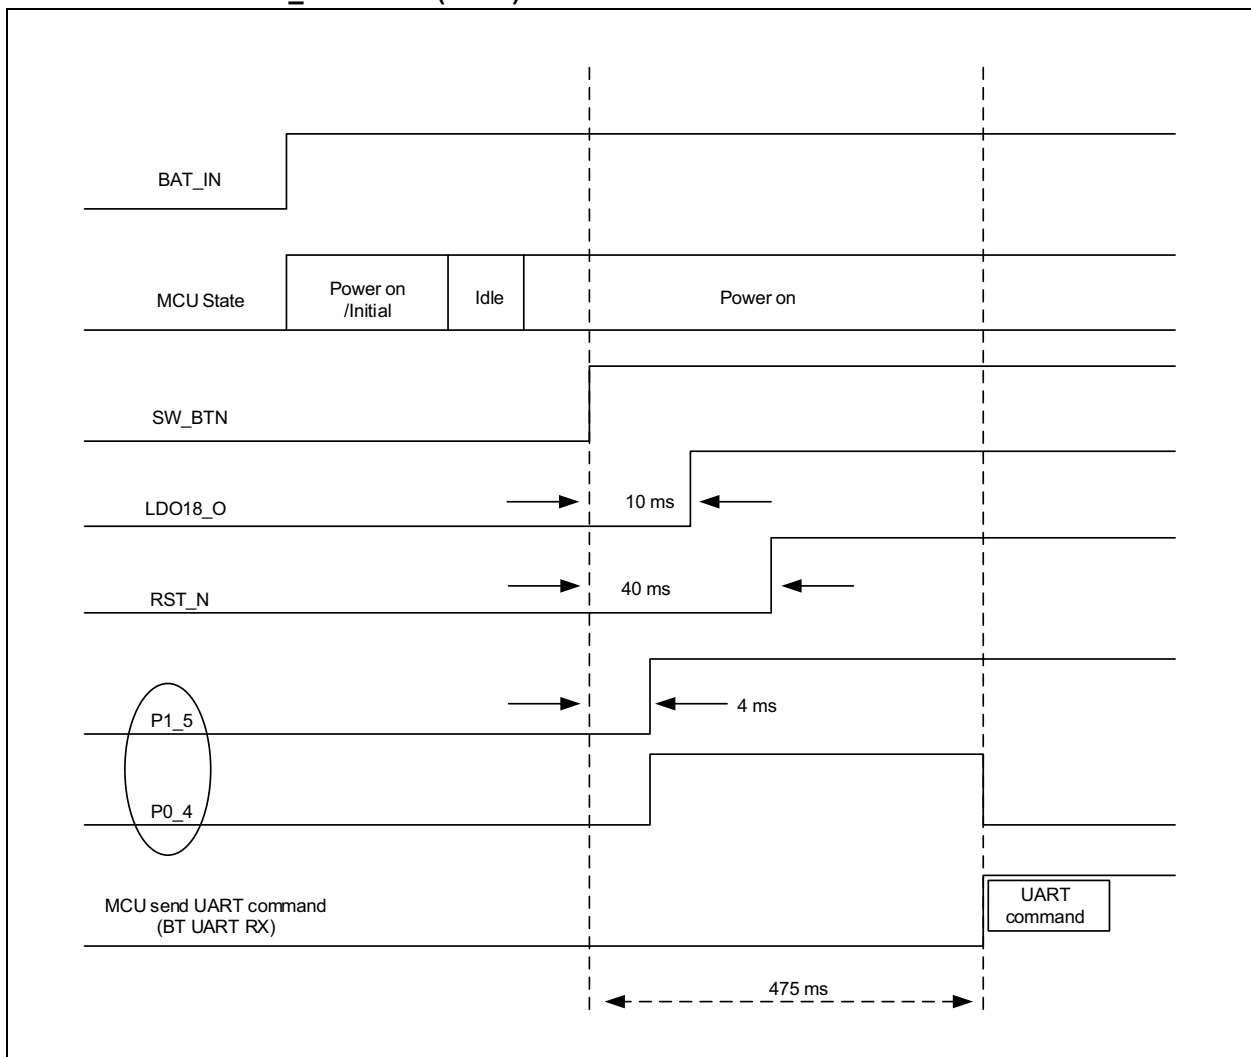 BAT_IN
MCU State
Power on
/Initial
Idle
Power on
SW_BTN
LDO18_O
10 ms
RST_N
40 ms
P1_5
4 ms
P0_4
MCU send UART command
(BT UART RX)
UART
command
475 ms